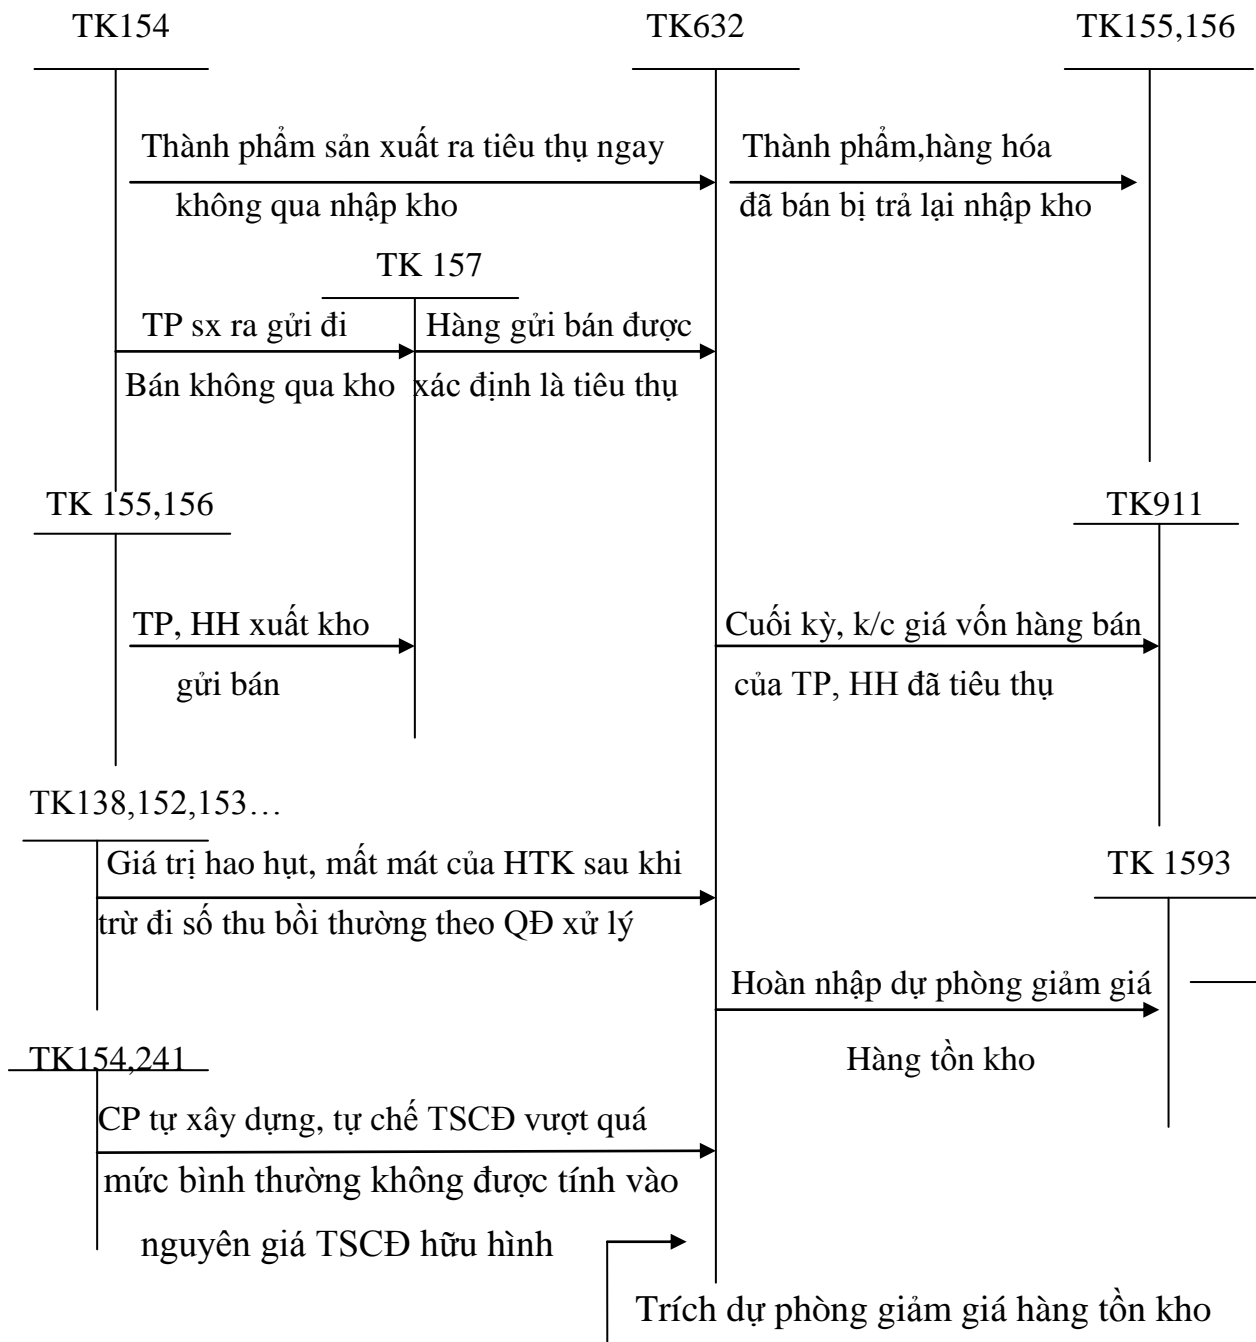 TK154
TK632
TK155,156
Thành phẩm sản xuất ra tiêu thụ ngay
không qua nhập kho
Thành phẩm,hàng hóa
đã bán bị trả lại nhập kho
TK 157
TP sx ra gửi đi
Bán không qua kho
Hàng gửi bán được
xác định là tiêu thụ
TK 155,156
TK911
TP, HH xuất kho
gửi bán
Cuối kỳ, k/c giá vốn hàng bán
của TP, HH đã tiêu thụ
TK138,152,153…
Giá trị hao hụt, mất mát của HTK sau khi
trừ đi số thu bồi thường theo QĐ xử lý
TK 1593
Hoàn nhập dự phòng giảm giá
Hàng tồn kho
TK154,241
CP tự xây dựng, tự chế TSCĐ vượt quá
mức bình thường không được tính vào
nguyên giá TSCĐ hữu hình
Trích dự phòng giảm giá hàng tồn kho